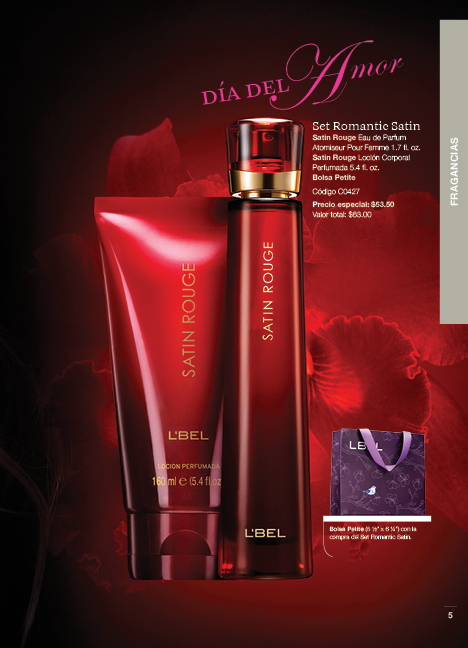 DÍA DEL Amor
Set Romantic Satin
Satin Rouge Eau de Parfum
Atomiseur Pour Femme 1.7 fl. oz.
Satin Rouge Loción Corporal
Perfumada 5.4 fl. oz.
Bolsa Petite
Código C0427
Precio especial: $53.50
Valor total: $63.00
FRAGANCIAS
SATIN ROUGE
L'BEL
LOCION PERFUMADA
160 ml e (5.4 fl.oz
SATIN ROUGE
L'BEL
Bolsa Petite (5 ½" x 6 ¼") con la
compra del Set Romantic Satin.
5